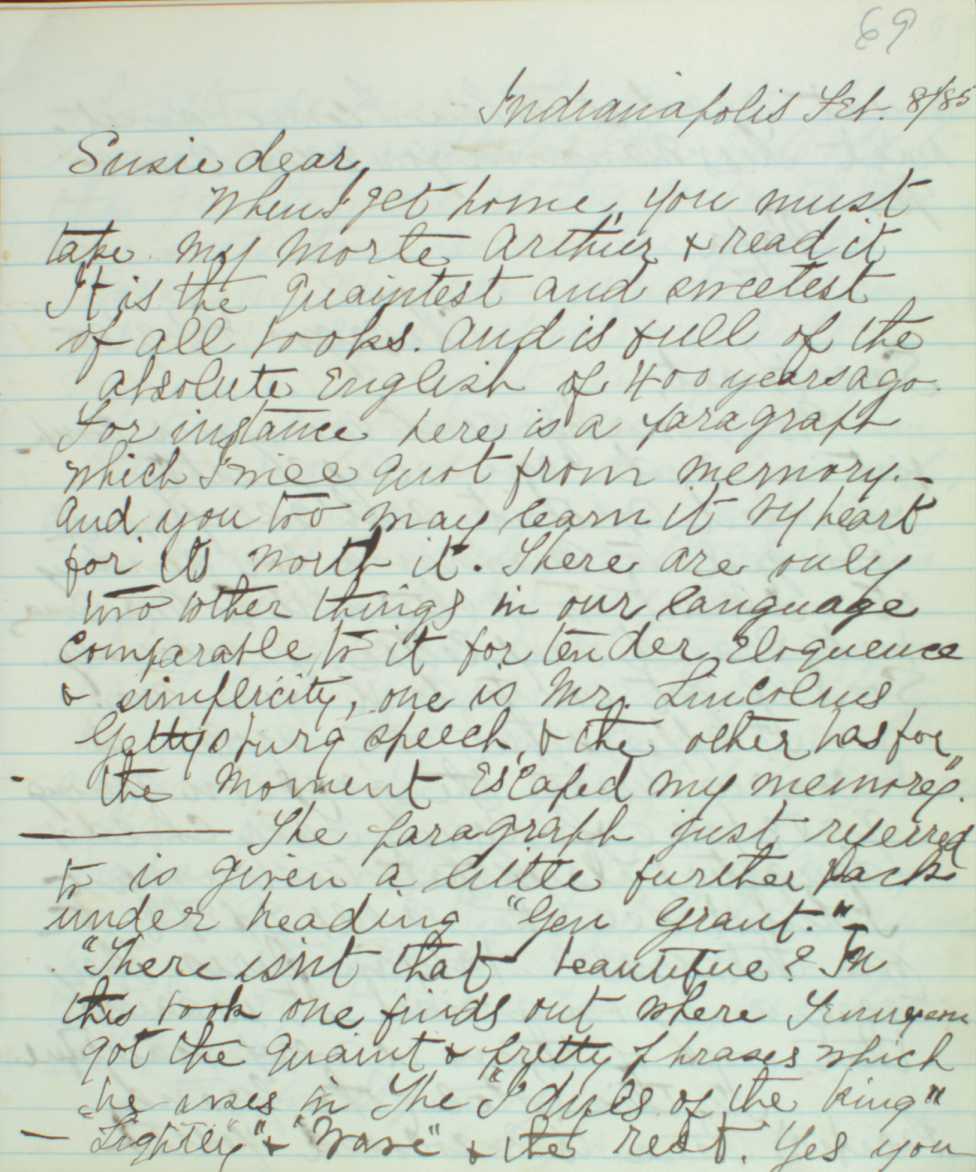 69
Indianapolis Feb. 8/85
Susie dear,
When I get home, you must
take my Morte Arthur & read it
It is the quaintest and sweetest
of all books. And is full of the
absolute English of 400 years ago.
For instance here is a paragraph
which I will quot from memory. —
And you too may learn it by heart
for worth it. There are only
two other things in our language
comparable to it for tender eloquence
& simplicity, one is Mr. Lincolns
Gettysburg speech, & the other has for
the moment escaped my memory".
The paragraph just referred
to is given a little further back
under heading "Gen Grant."—
"There isn't that beautiful? In
this book one finds out where Tennyson
got the quaint & pretty phrases which
he uses in The "Idyles of the King"
— "Lightly" & "Ware" & the rest. Yes you